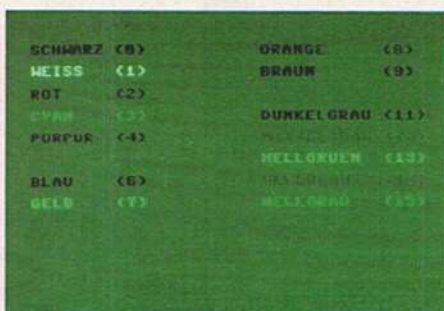 SCHWARZ (0)
WEISS (1)
ROT (2)
CYAN (3)
PURPUR (4)
BLAU (6)
GELB (7)
ORANGE (8)
BRAUN (9)
DUNKELGRAU (11)
HELLGRUEN (13)
HELLGRAU (15)